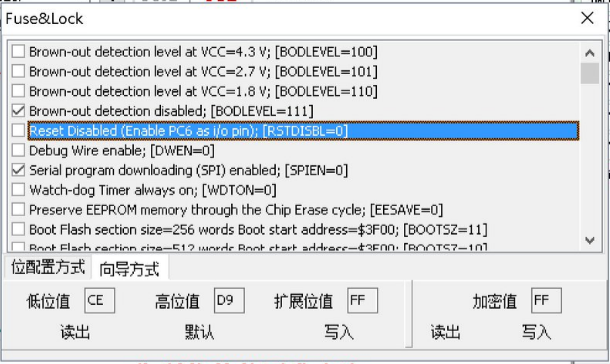 Fuse&Lock
Brown-out detection level at VCC=4.3 V; [BODLEVEL=100]
Brown-out detection level at VCC=2.7 V; [BODLEVEL=101]
Brown-out detection level at VCC=1.8 V; [BODLEVEL=110]
Brown-out detection disabled; [BODLEVEL=111]
Reset Disabled (Enable PC6 as i/o pin); [RSTDISBL=0]
Debug Wire enable; [DWEN=0]
Serial program downloading (SPI) enabled; [SPIEN=0]
Watch-dog Timer always on; [WDTON=0]
Preserve EEPROM memory through the Chip Erase cycle; [EESAVE=0]
Boot Flash section size=256 words Boot start address=$3F00; [BOOTSZ=11]
Boot Flash section size=512 words Boot start address=$3E00; [BOOTSZ=10]
位配置方式 向导方式
低位值 CE 高位值 D9 扩展位值 FF 加密值 FF
读出 默认 写入 读出 写入